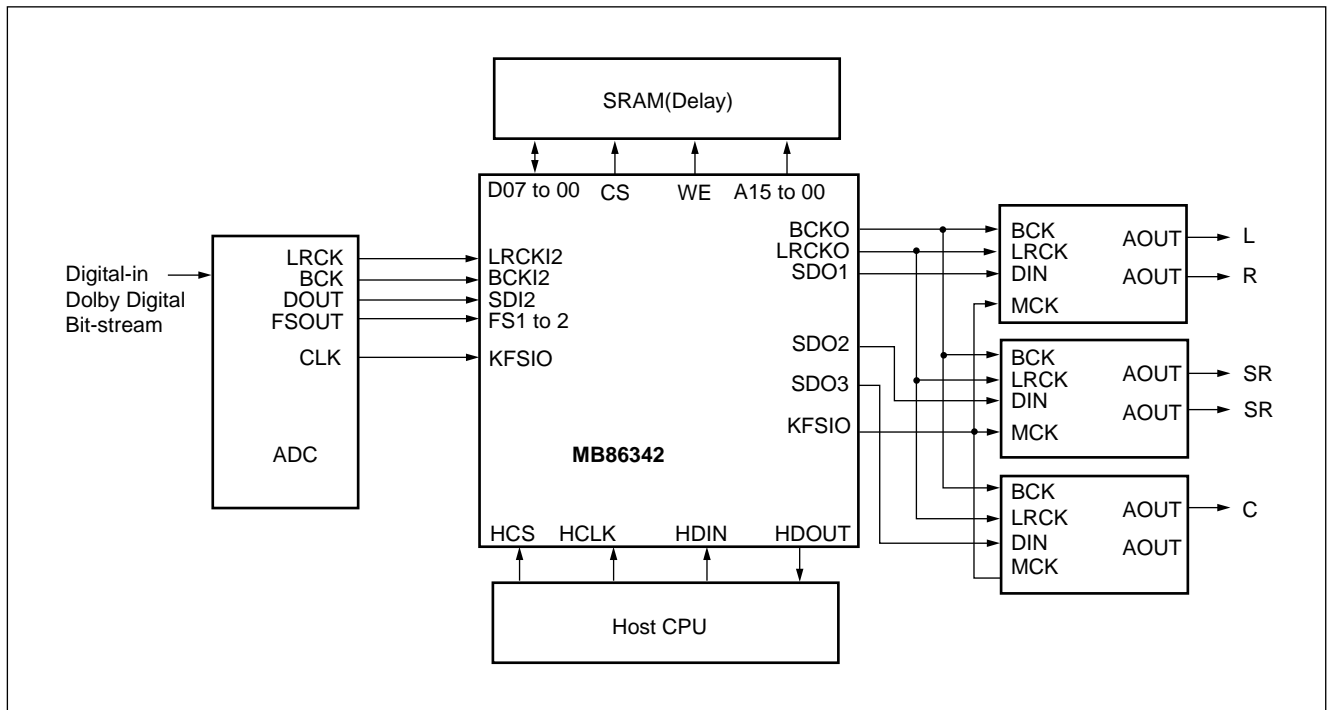 SRAM(Delay)
D07 to 00
CS
WE
A15 to 00
Digital-in
Dolby Digital
Bit-stream
LRCK
BCK
DOUT
FSOUT
CLK
ADC
LRCKI2
BCKI2
SDI2
FS1 to 2
KFSIO
MB86342
BCKO
LRCKO
SDO1
SDO2
SDO3
KFSIO
HCS
HCLK
HDIN
HDOUT
Host CPU
BCK
LRCK
DIN
MCK
AOUT
AOUT
L
R
BCK
LRCK
DIN
MCK
AOUT
AOUT
SR
SR
BCK
LRCK
DIN
MCK
AOUT
AOUT
C